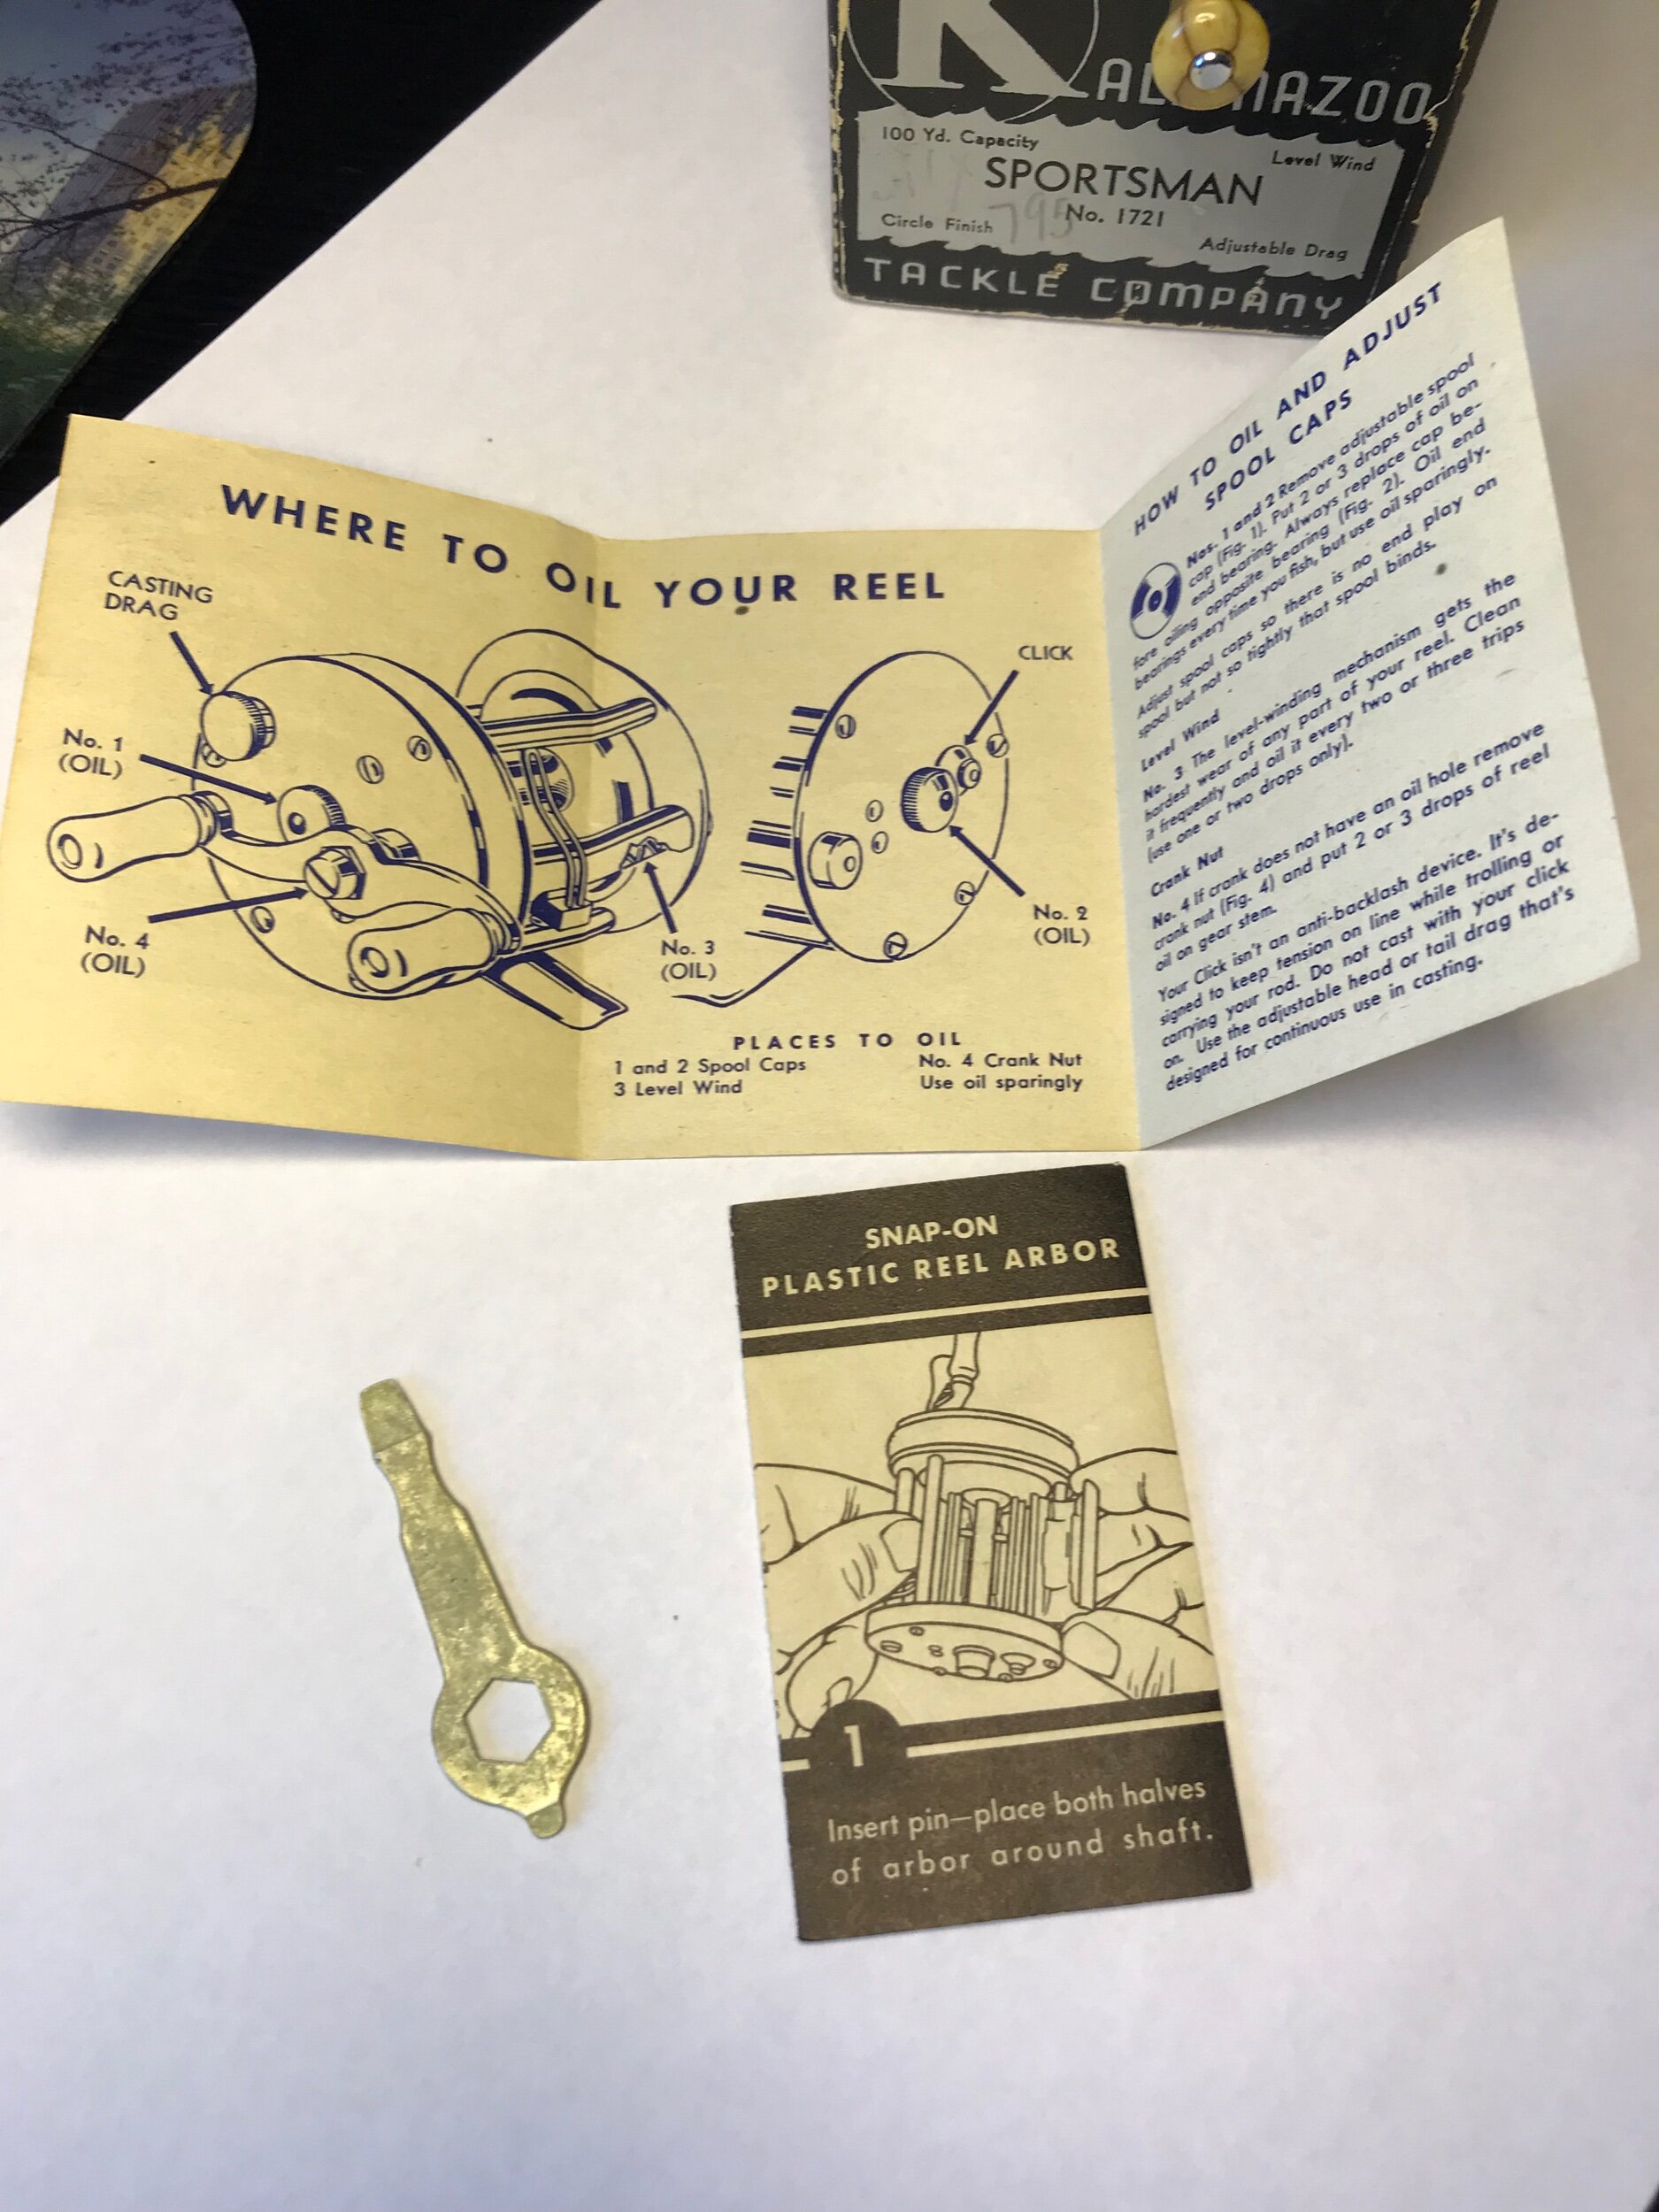 K
KALAMAZOO
100 Yd. Capacity
Level Wind
SPORTSMAN
795
No. 1721
Circle Finish
Adjustable Drag
TACKLE COMPANY
WHERE TO OIL YOUR REEL
CASTING
DRAG
No. 1
(OIL)
No. 4
(OIL)
No. 3
(OIL)
CLICK
No. 2
(OIL)
PLACES TO OIL
1 and 2 Spool Caps
3 Level Wind
No. 4 Crank Nut
Use oil sparingly
HOW TO OIL AND ADJUST
SPOOL CAPS
Nos. 1 and 2 Remove adjustable spool
cap (Fig. 1). Put 2 or 3 drops of oil on
end bearing. Always replace cap be-
fore oiling opposite bearing (Fig. 2). Oil end
bearings every time you fish, but use oil sparingly.
Adjust spool caps so there is no end play on
spool but not so tightly that spool binds.
Level Wind
No. 3 The level-winding mechanism gets the
hardest wear of any part of your reel. Clean
it frequently and oil it every two or three trips
(use one or two drops only).
Crank Nut
No. 4 If crank does not have an oil hole remove
crank nut (Fig. 4) and put 2 or 3 drops of reel
oil on gear stem.
Your Click isn't an anti-backlash device. It's de-
signed to keep tension on line while trolling or
carrying your rod. Do not cast with your click
on. Use the adjustable head or tail drag that's
designed for continuous use in casting.
SNAP-ON
PLASTIC REEL ARBOR
1
Insert pin—place both halves
of arbor around shaft.